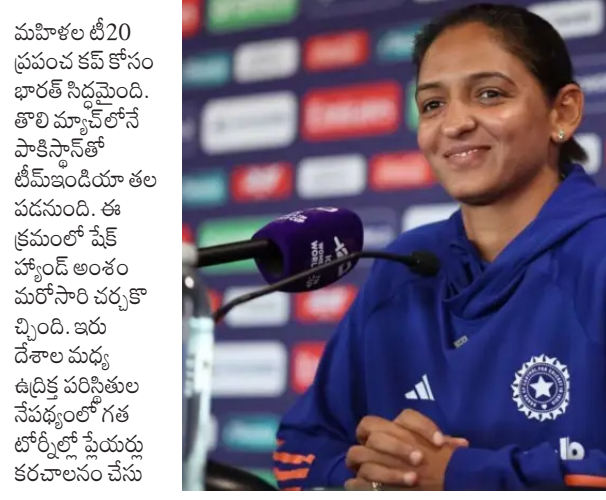 మహిళల టీ20
ప్రపంచ కప్ కోసం
భారత్ సిద్ధమైంది.
తొలి మ్యాచ్‌లోనే
పాకిస్థాన్‌తో
టీమ్ఇండియా తల
పడనుంది. ఈ
క్రమంలో షేక్
హ్యాండ్ అంశం
మరోసారి చర్చకొ
చ్చింది. ఇరు
దేశాల మధ్య
ఉద్రిక్త పరిస్థితుల
నేపథ్యంలో గత
టోర్నీల్లో ప్లేయర్లు
కరచాలనం చేసు